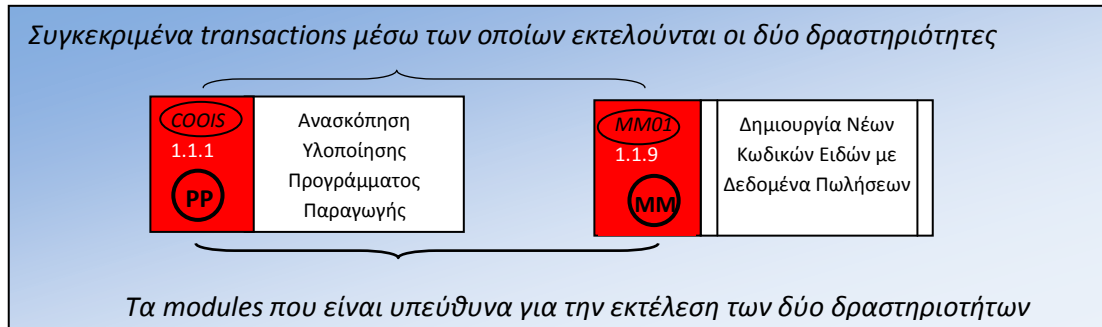 Συγκεκριμένα transactions μέσω των οποίων εκτελούνται οι δύο δραστηριότητες
COOIS
1.1.1
PP
Ανασκόπηση
Υλοποίησης
Προγράμματος
Παραγωγής
MM01
1.1.9
MM
Δημιουργία Νέων
Κωδικών Ειδών με
Δεδομένα Πωλήσεων
Τα modules που είναι υπεύθυνα για την εκτέλεση των δύο δραστηριοτήτων